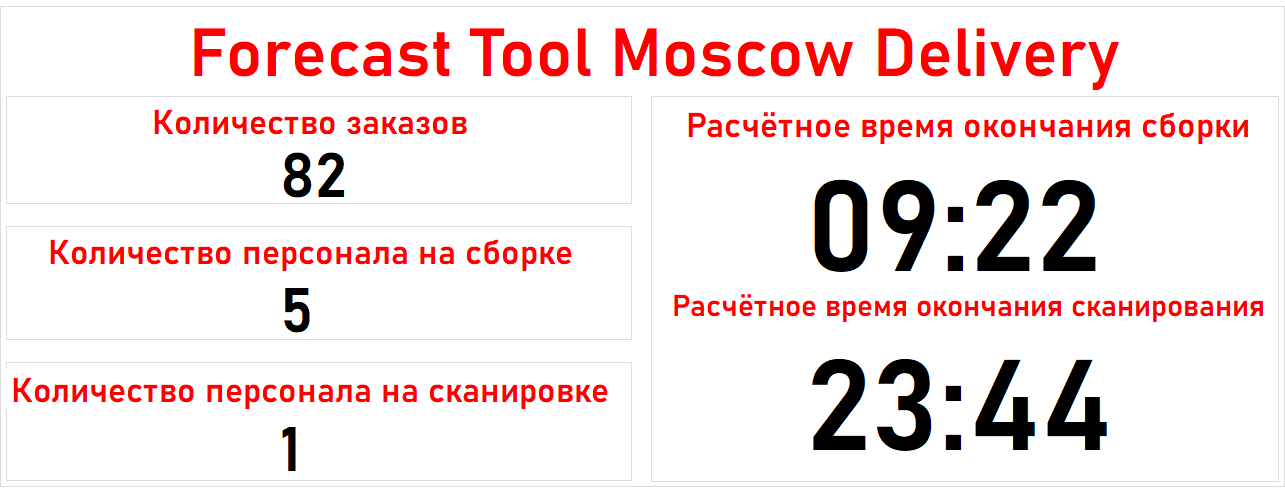 Forecast Tool Moscow Delivery
Количество заказов
82
Количество персонала на сборке
5
Количество персонала на сканировке
1
Расчётное время окончания сборки
09:22
Расчётное время окончания сканирования
23:44